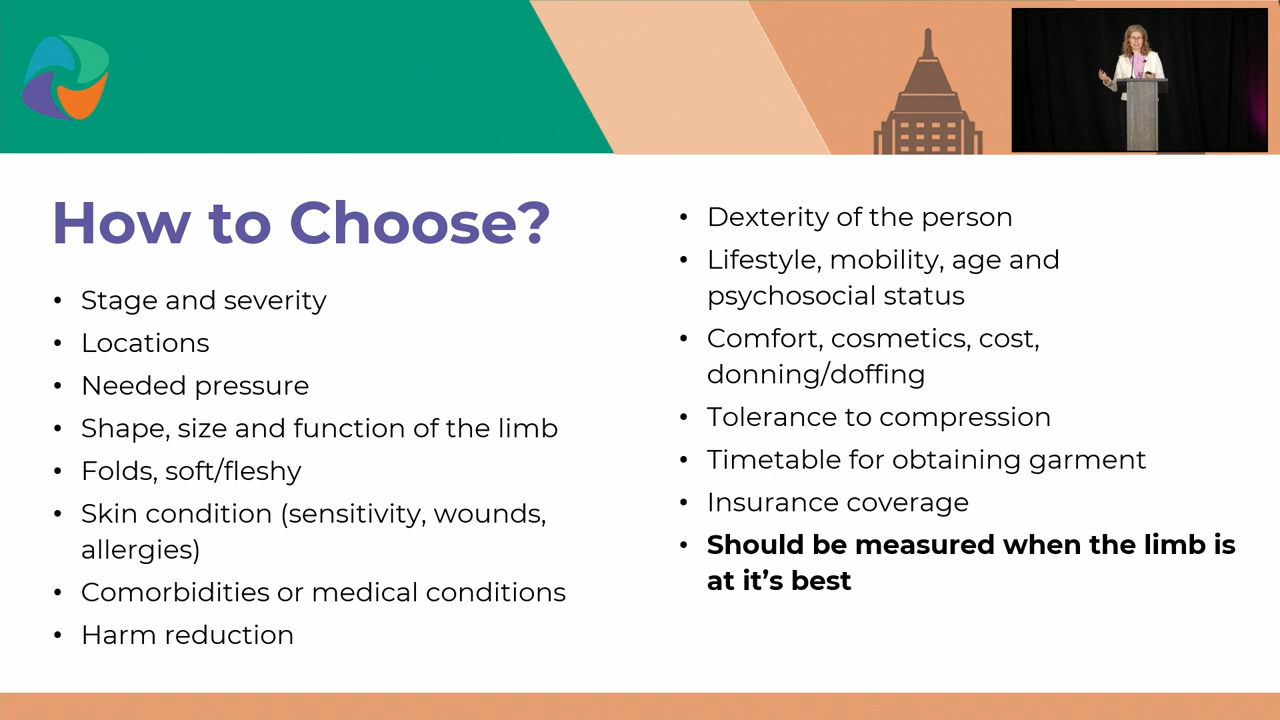 How to Choose?
• Stage and severity
• Locations
• Needed pressure
• Shape, size and function of the limb
• Folds, soft/fleshy
• Skin condition (sensitivity, wounds,
allergies)
• Comorbidities or medical conditions
• Harm reduction
• Dexterity of the person
• Lifestyle, mobility, age and
psychosocial status
• Comfort, cosmetics, cost,
donning/doffing
• Tolerance to compression
• Timetable for obtaining garment
• Insurance coverage
• Should be measured when the limb is
at it’s best